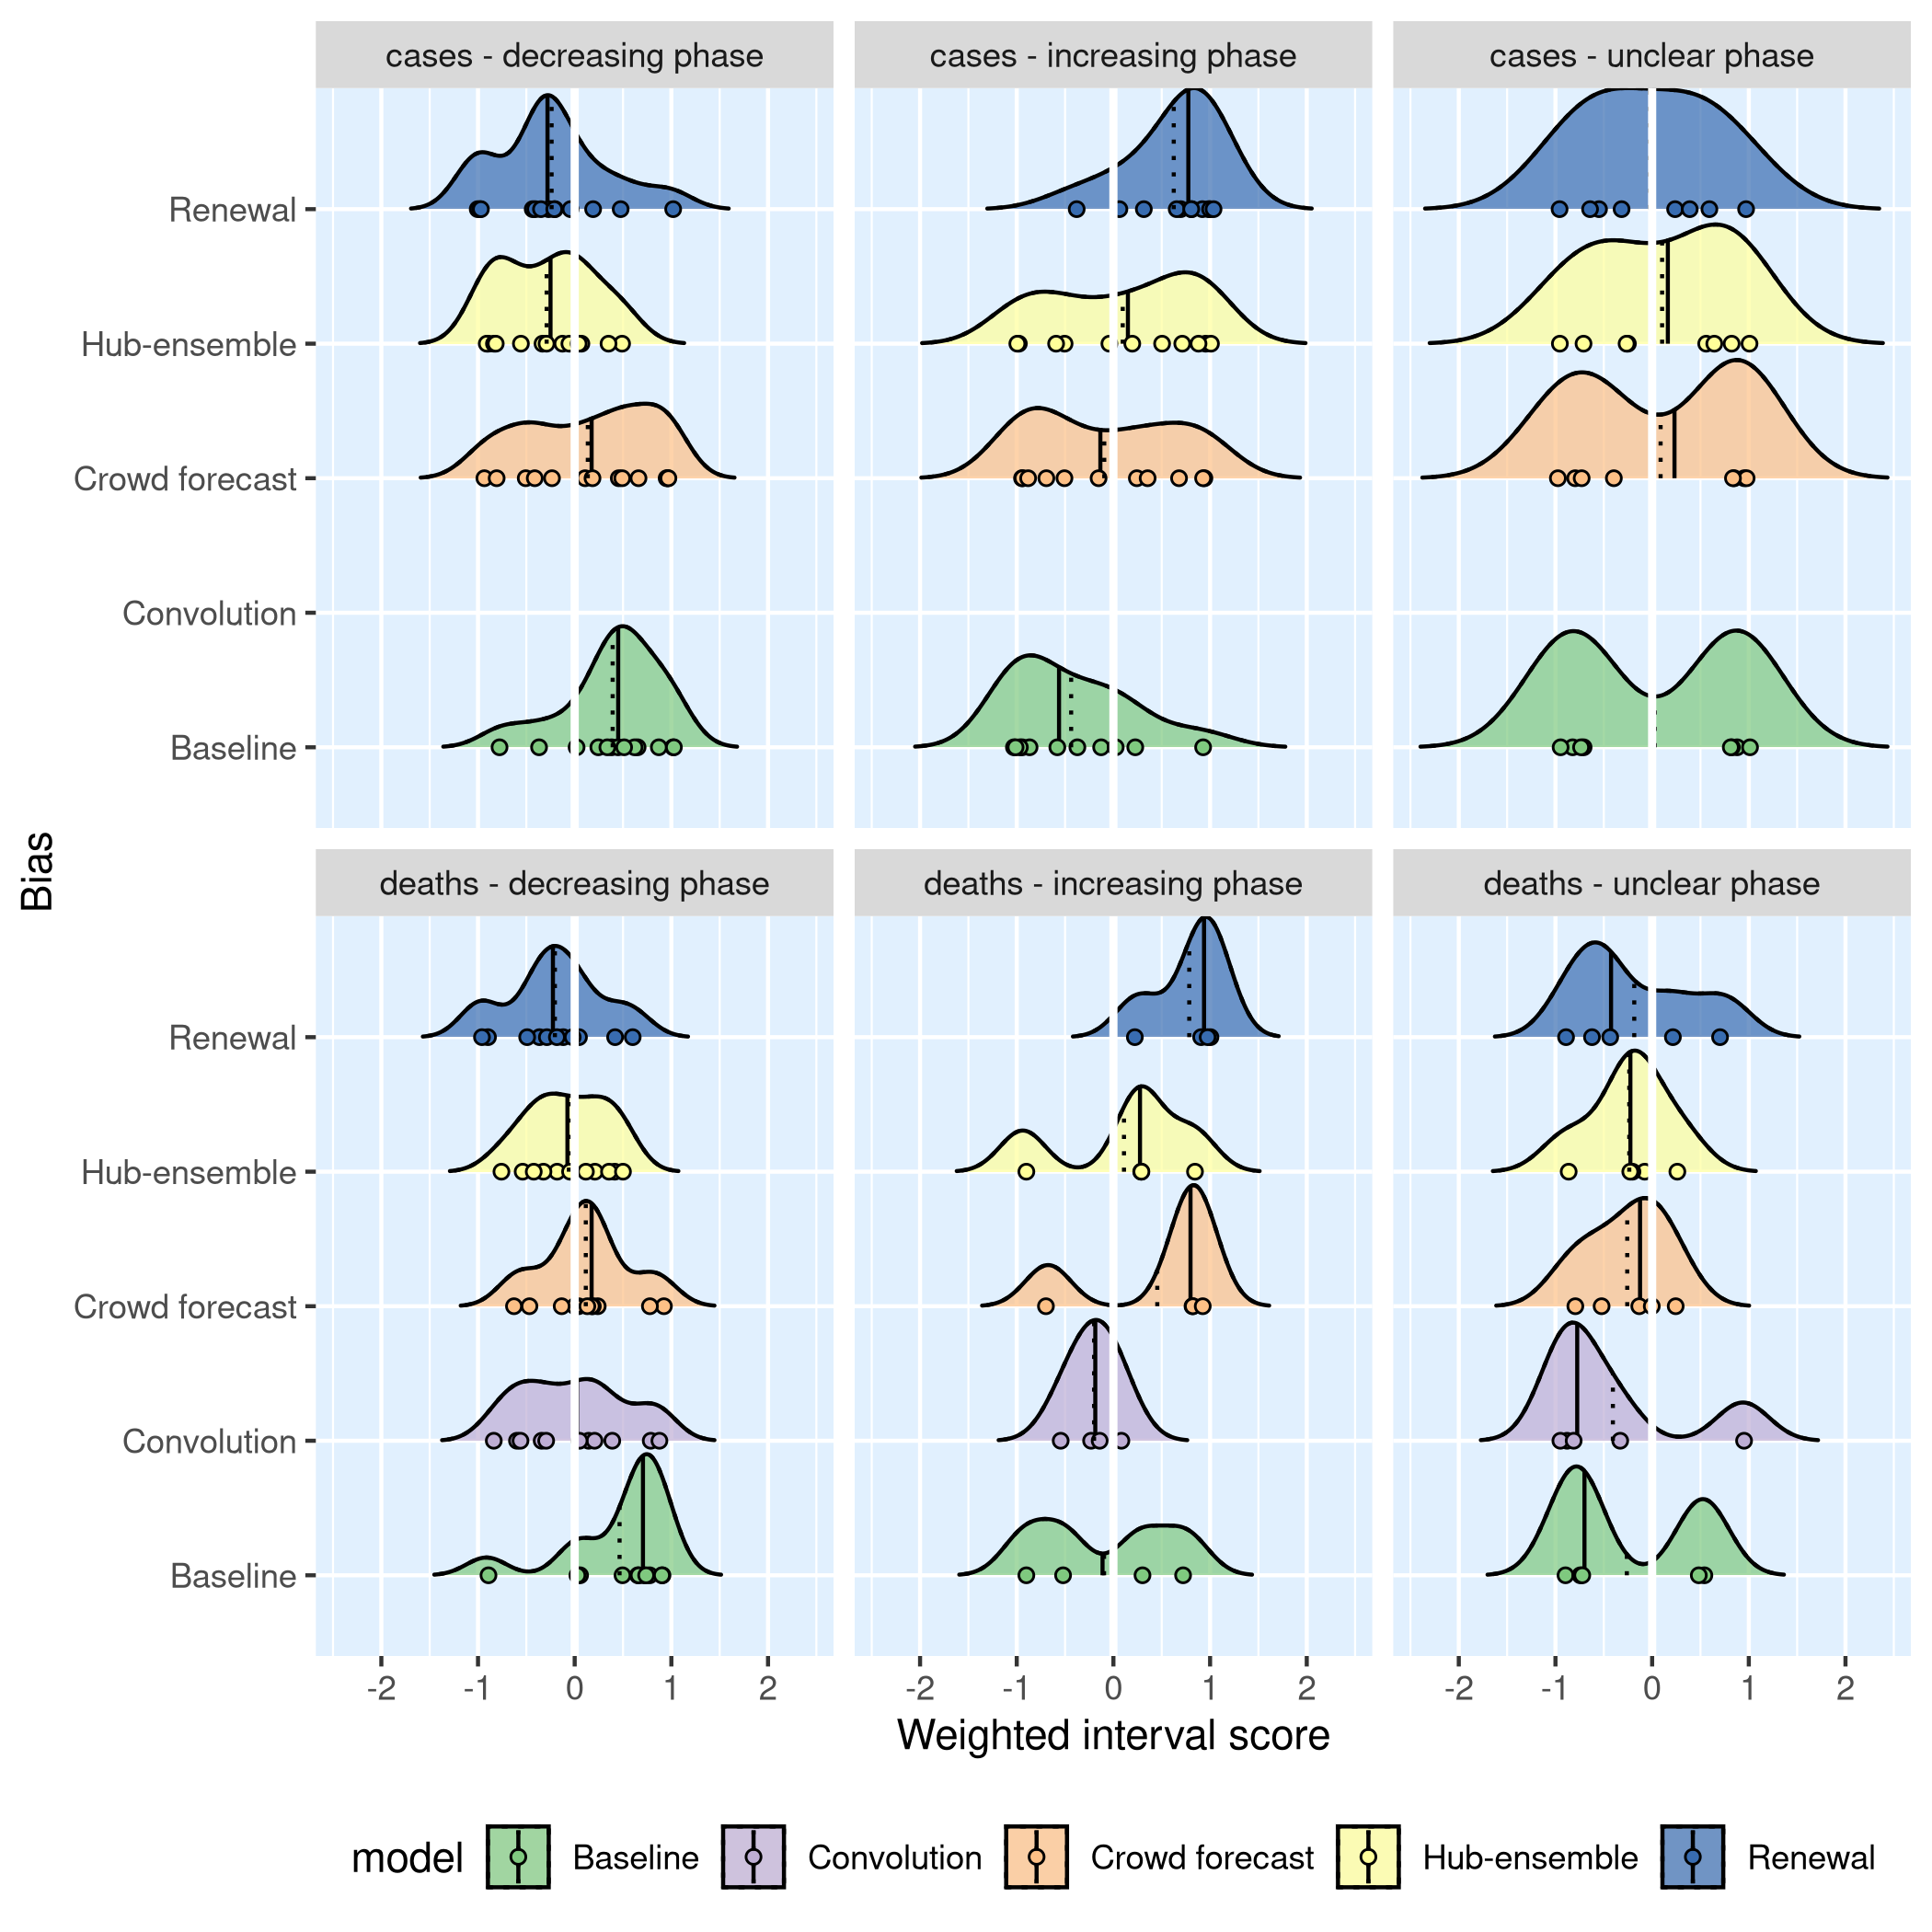 cases - decreasing phase
cases - increasing phase
cases - unclear phase
Renewal
Hub-ensemble
Crowd forecast
Convolution
Baseline
Bias
deaths - decreasing phase
deaths - increasing phase
deaths - unclear phase
Renewal
Hub-ensemble
Crowd forecast
Convolution
Baseline
-2 -1 0 1 2
-2 -1 0 1 2
-2 -1 0 1 2
Weighted interval score
model Baseline Convolution Crowd forecast Hub-ensemble Renewal